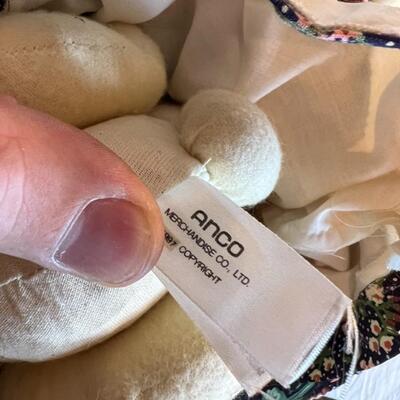 ANCO
MERCHANDISE CO., LTD.
COPYRIGHT